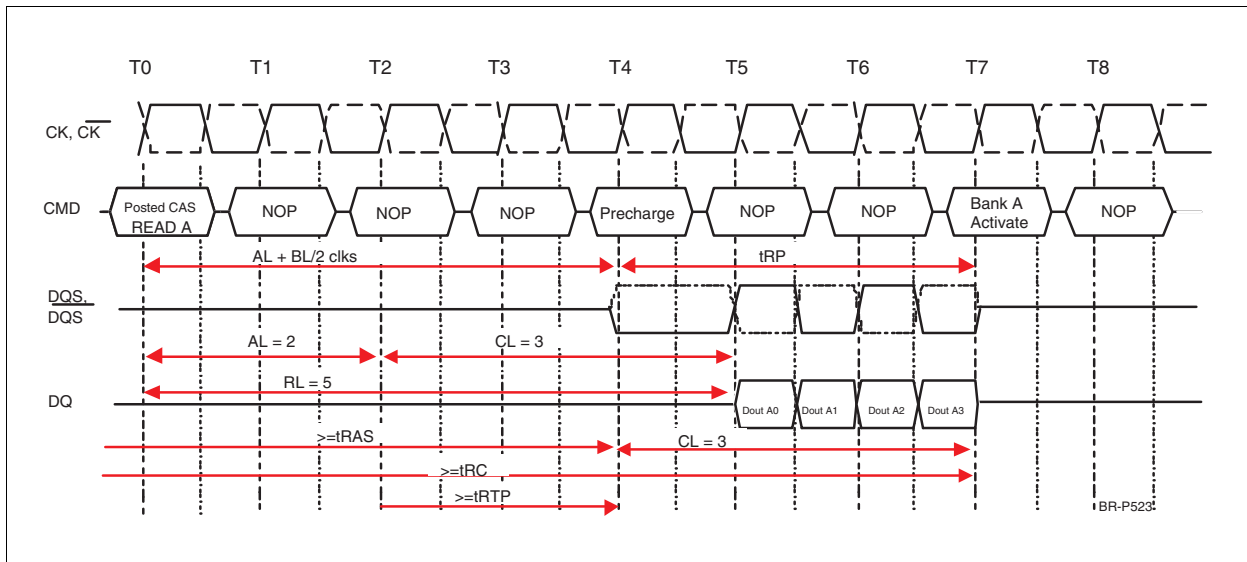 T0 T1 T2 T3 T4 T5 T6 T7 T8
CK, CK
CMD
Posted CAS
READ A
NOP
NOP
NOP
Precharge
NOP
NOP
Bank A
Activate
NOP
AL + BL/2 clks
tRP
DQS,
DQS
AL = 2
CL = 3
RL = 5
DQ
Dout A0
Dout A1
Dout A2
Dout A3
>=tRAS
CL = 3
>=tRC
>=tRTP
BR-P523